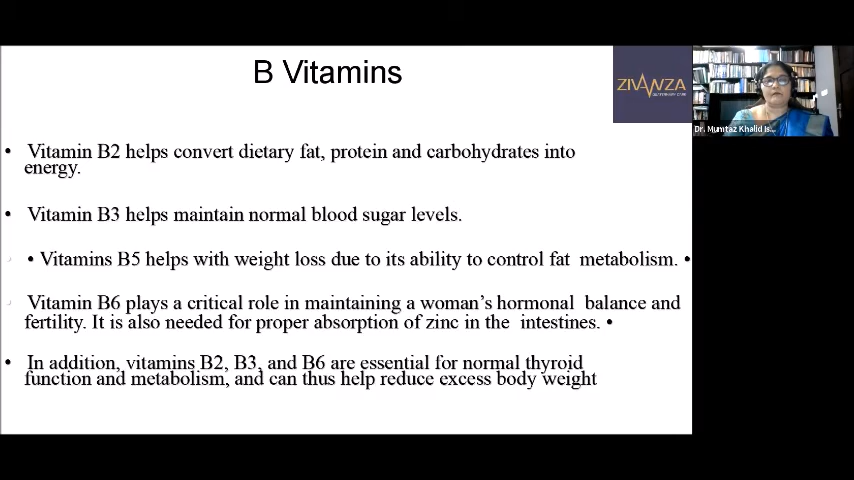 B Vitamins
ZIVANZA
Dr. Mumtaz Khalid Is...
• Vitamin B2 helps convert dietary fat, protein and carbohydrates into
energy.
• Vitamin B3 helps maintain normal blood sugar levels.
• Vitamins B5 helps with weight loss due to its ability to control fat metabolism. •
Vitamin B6 plays a critical role in maintaining a woman's hormonal balance and
fertility. It is also needed for proper absorption of zinc in the intestines. •
• In addition, vitamins B2, B3, and B6 are essential for normal thyroid
function and metabolism, and can thus help reduce excess body weight